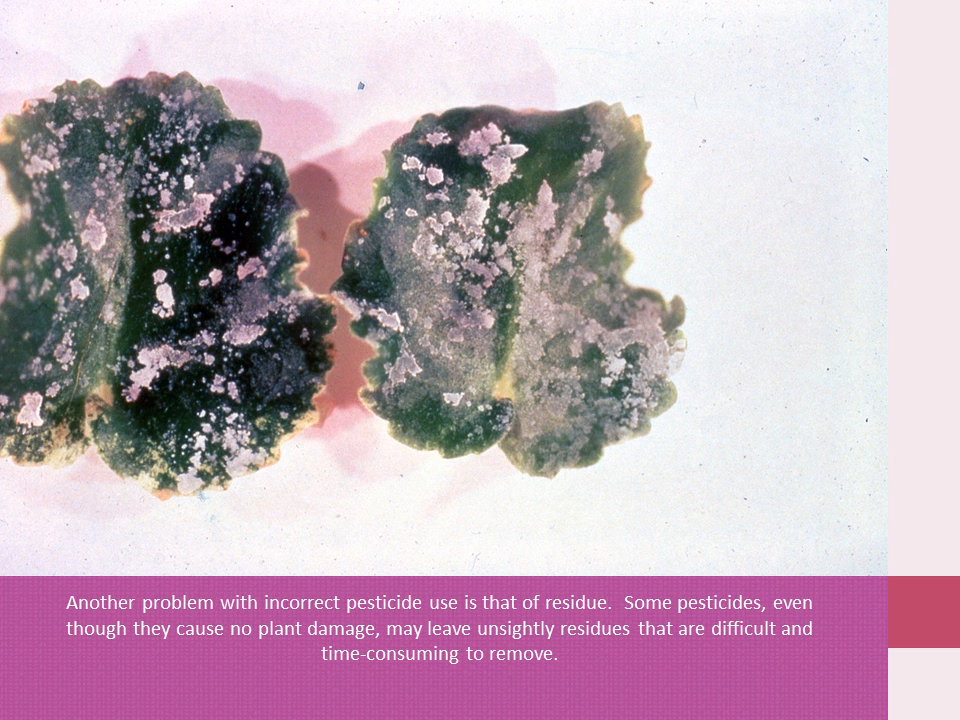 Another problem with incorrect pesticide use is that of residue.  Some pesticides, even
though they cause no plant damage, may leave unsightly residues that are difficult and
time-consuming to remove.